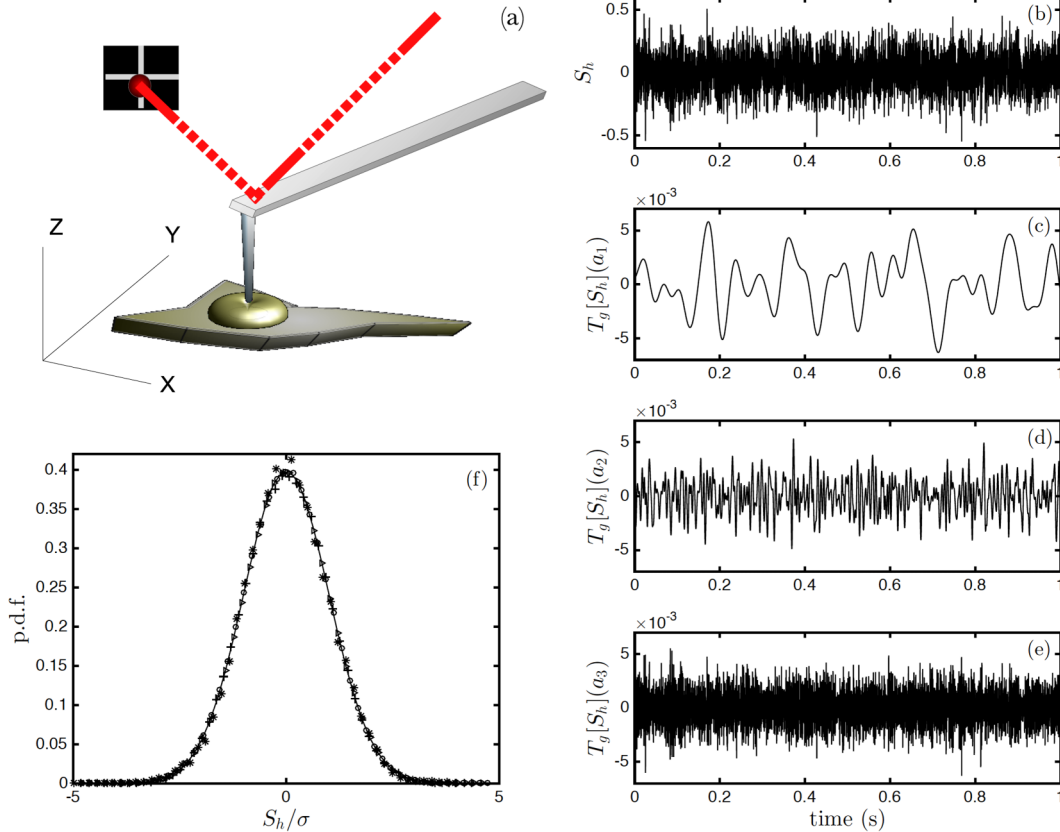 (a)
Z
Y
X
(b)
S_h
0.5
0
-0.5
0 0.2 0.4 0.6 0.8 1
×10⁻³
(c)
T_g[S_h](a_1)
5
0
-5
0 0.2 0.4 0.6 0.8 1
×10⁻³
(d)
T_g[S_h](a_2)
5
0
-5
0 0.2 0.4 0.6 0.8 1
×10⁻³
(e)
T_g[S_h](a_3)
5
0
-5
0 0.2 0.4 0.6 0.8 1
time (s)
(f)
p.d.f.
0.4
0.35
0.3
0.25
0.2
0.15
0.1
0.05
0
-5 0 5
S_h/σ